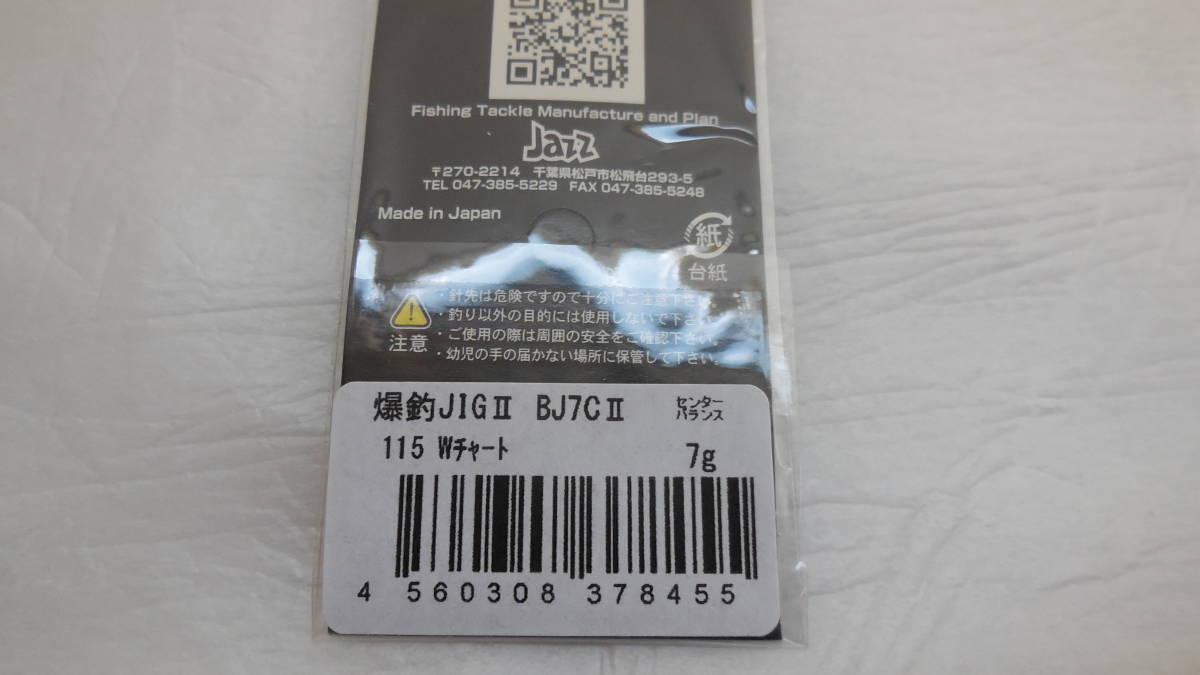 Fishing Tackle Manufacture and Plan
Jazz
〒270-2214 千葉県松戸市松飛台293-5
TEL 047-385-5229 FAX 047-385-5248
Made in Japan
紙
台紙
注意
・針先は危険ですので十分にご注意下さい。
・釣り以外の目的には使用しないで下さい。
・ご使用の際は周囲の安全をご確認下さい。
・幼児の手の届かない場所に保管して下さい。
爆釣JIGⅡ BJ7CⅡ センターバランス
115 Wチャート 7g
4 560308 378455